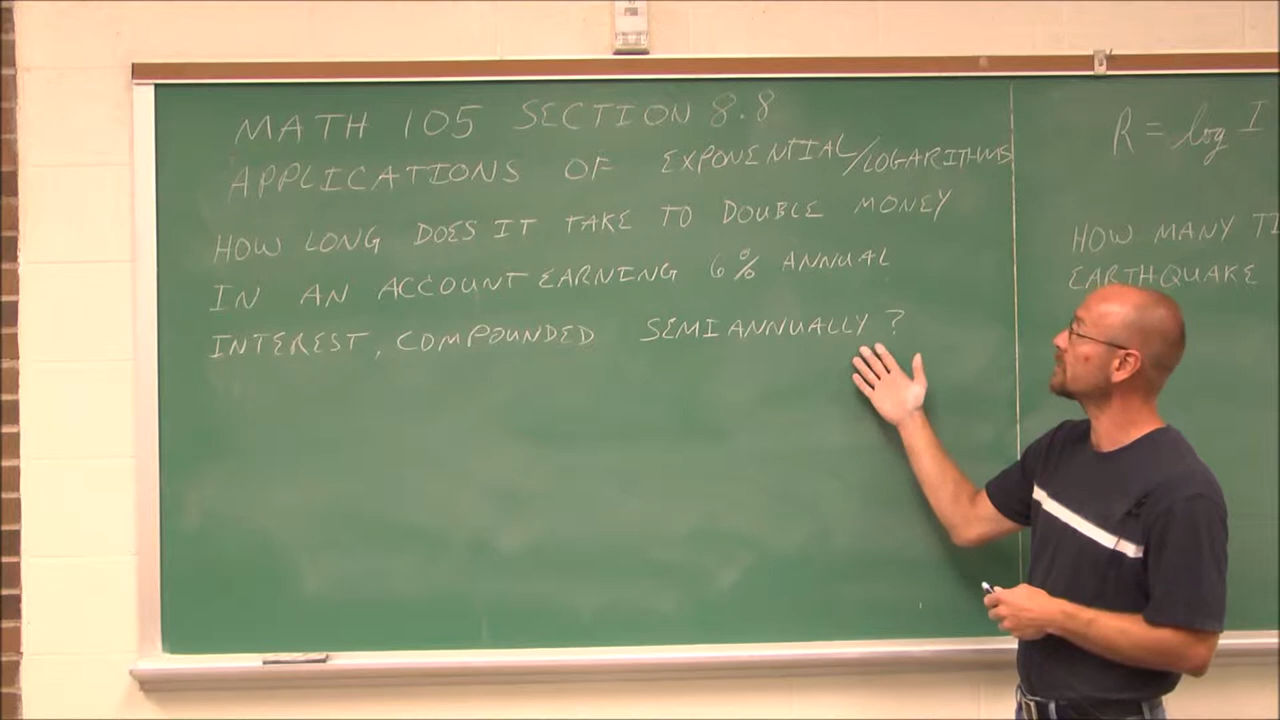 MATH 105 SECTION 8.8
APPLICATIONS OF EXPONENTIAL/LOGARITHMS
HOW LONG DOES IT TAKE TO DOUBLE MONEY
IN AN ACCOUNT EARNING 6% ANNUAL
INTEREST, COMPOUNDED SEMIANNUALLY?
R = log I
HOW MANY TI
EARTHQUAKE